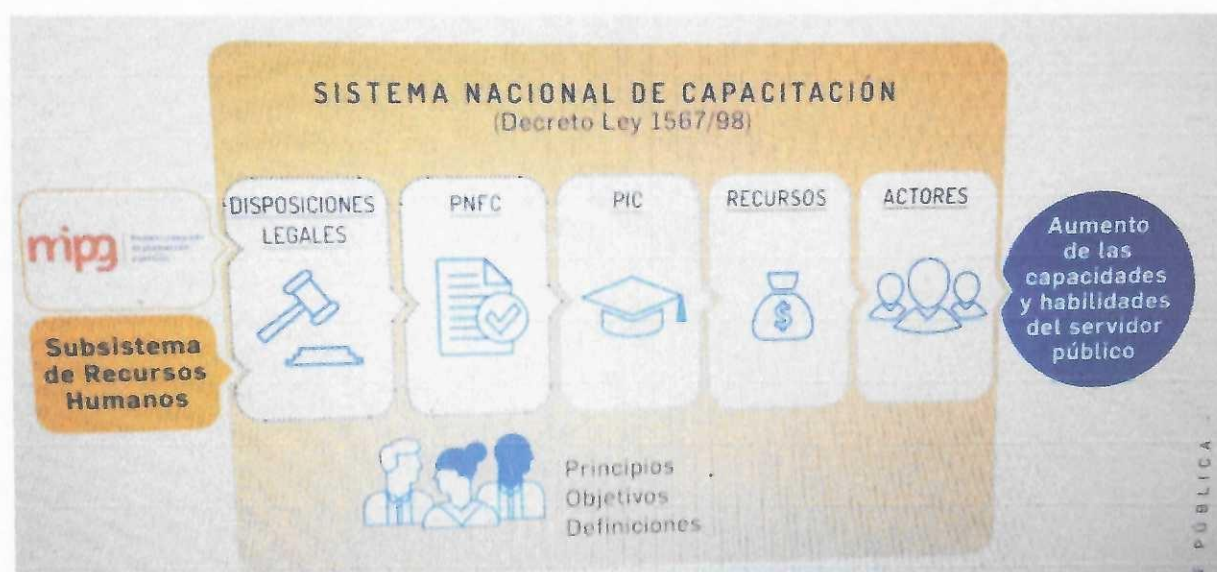 SISTEMA NACIONAL DE CAPACITACIÓN
(Decreto Ley 1567/98)
mipg
Subsistema
de Recursos
Humanos
DISPOSICIONES
LEGALES
PNFC
PIC
RECURSOS
$
ACTORES
Aumento
de las
capacidades
y habilidades
del servidor
público
Principios
Objetivos
Definiciones
PÚBLICA